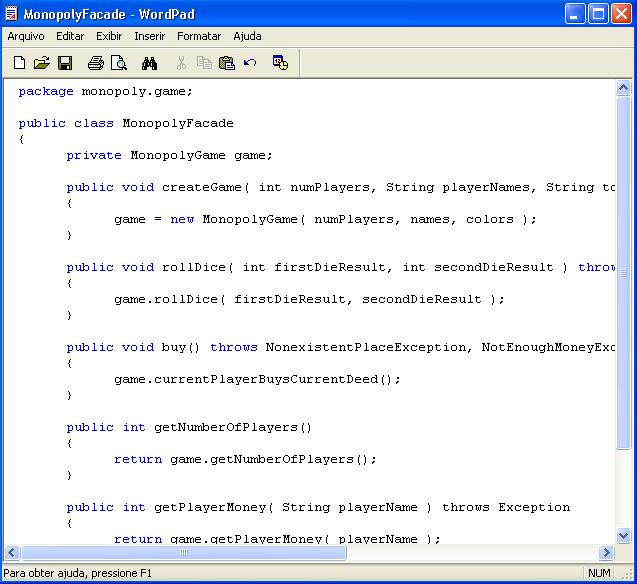 MonopolyFacade - WordPad
Arquivo Editar Exibir Inserir Formatar Ajuda
package monopoly.game;
public class MonopolyFacade
{
private MonopolyGame game;
public void createGame( int numPlayers, String playerNames, String to
{
game = new MonopolyGame( numPlayers, names, colors );
}
public void rollDice( int firstDieResult, int secondDieResult ) throw
{
game.rollDice( firstDieResult, secondDieResult );
}
public void buy() throws NonexistentPlaceException, NotEnoughMoneyExc
{
game.currentPlayerBuysCurrentDeed();
}
public int getNumberOfPlayers()
{
return game.getNumberOfPlayers();
}
public int getPlayerMoney( String playerName ) throws Exception
{
return game.getPlayerMoney( playerName );
Para obter ajuda, pressione F1
NUM